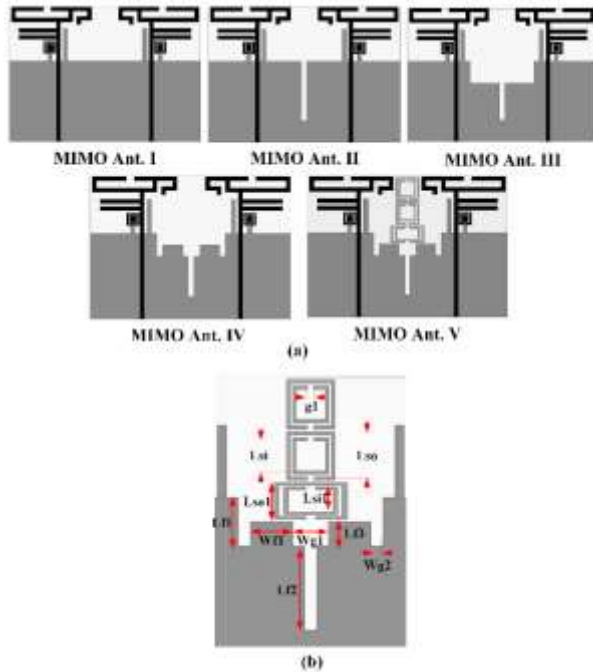 MIMO Ant. I
MIMO Ant. II
MIMO Ant. III
MIMO Ant. IV
MIMO Ant. V
(a)
g1
Lsi
Lso
Lso1
Lsi1
Lf1
Wf1
Wg1
Lf3
Wg2
Lf2
(b)